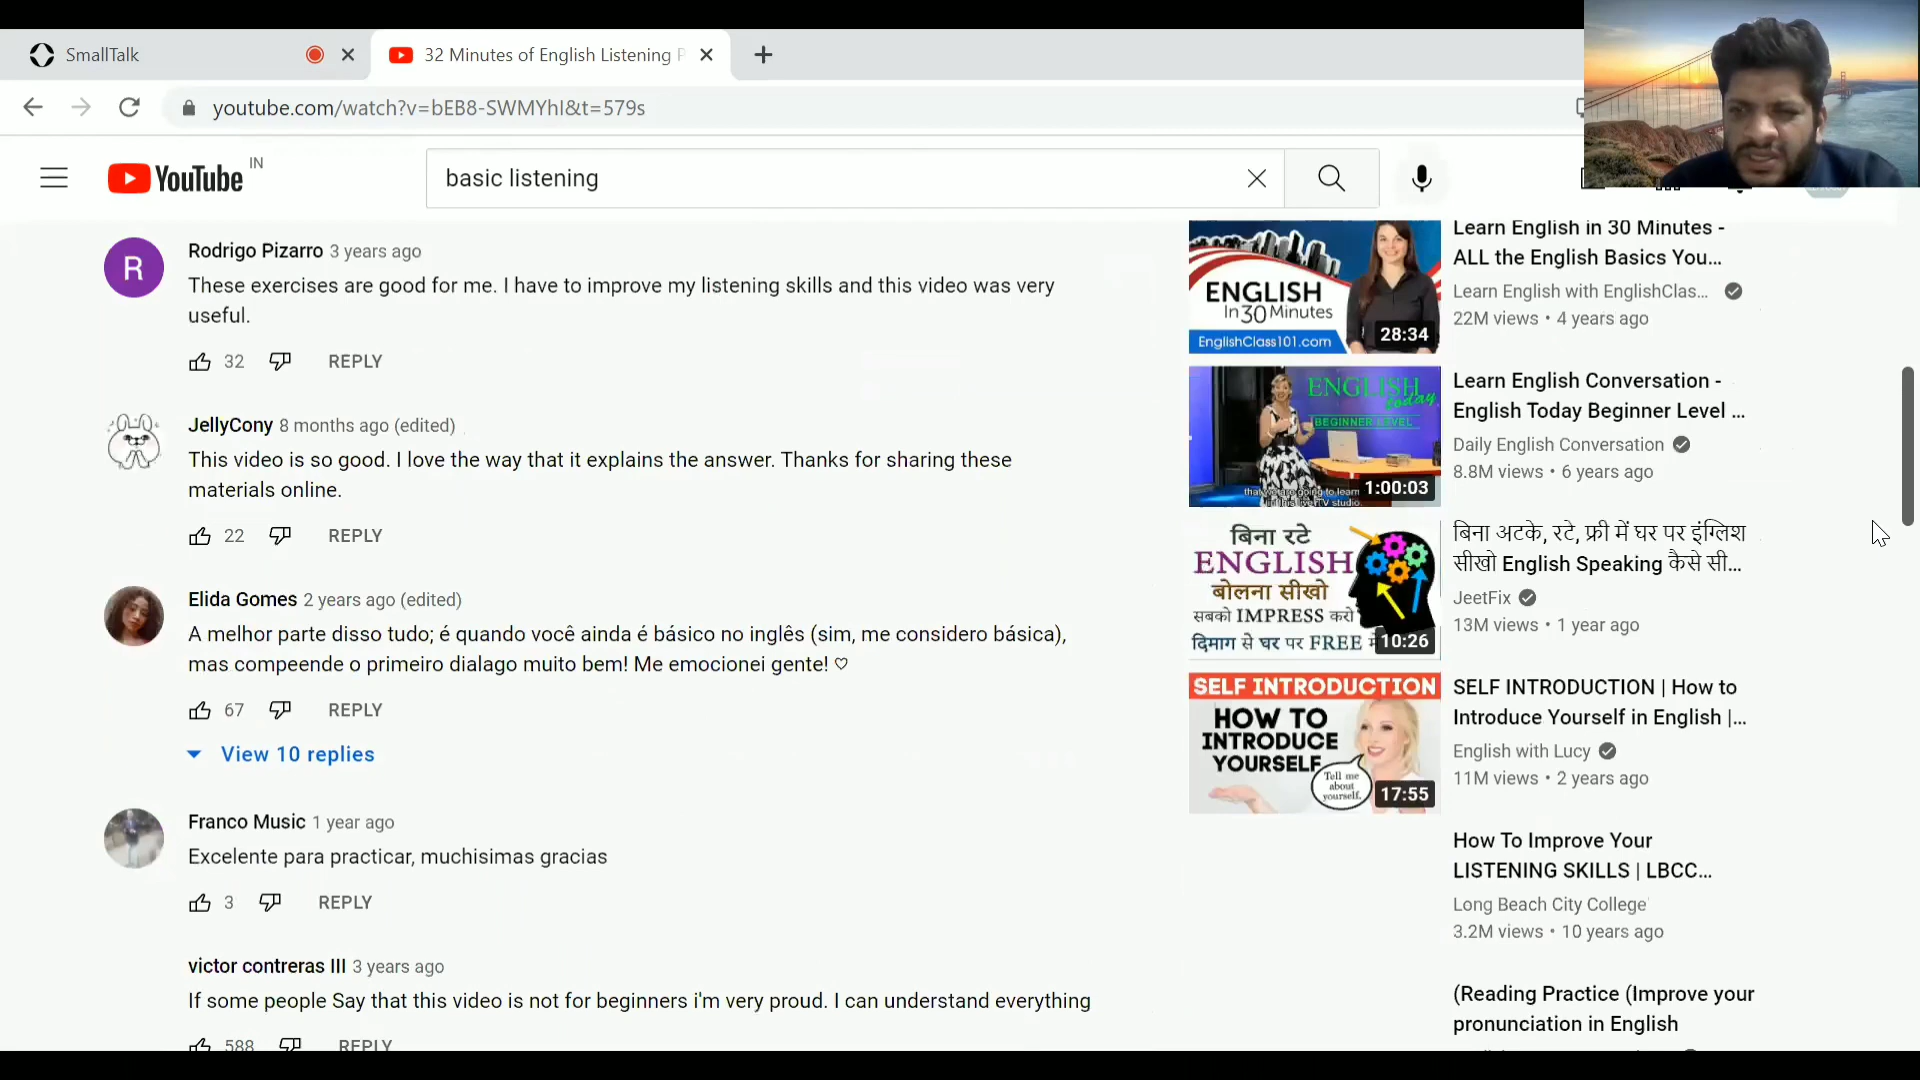 SmallTalk
32 Minutes of English Listening P
youtube.com/watch?v=bEB8-SWMYhI&t=579s
YouTube IN
basic listening
R
Rodrigo Pizarro 3 years ago
These exercises are good for me. I have to improve my listening skills and this video was very
useful.
32 REPLY
JellyCony 8 months ago (edited)
This video is so good. I love the way that it explains the answer. Thanks for sharing these
materials online.
22 REPLY
Elida Gomes 2 years ago (edited)
A melhor parte disso tudo; é quando você ainda é básico no inglês (sim, me considero básica),
mas compeende o primeiro dialago muito bem! Me emocionei gente! ♡
67 REPLY
View 10 replies
Franco Music 1 year ago
Excelente para practicar, muchisimas gracias
3 REPLY
victor contreras III 3 years ago
If some people Say that this video is not for beginners i'm very proud. I can understand everything
588 REPLY
ENGLISH
In 30 Minutes
28:34
EnglishClass101.com
Learn English in 30 Minutes -
ALL the English Basics You...
Learn English with EnglishClas...
22M views • 4 years ago
ENGLISH
today
BEGINNER LEVEL
that we are going to learn
in this live TV studio.
1:00:03
Learn English Conversation -
English Today Beginner Level ...
Daily English Conversation
8.8M views • 6 years ago
बिना रटे
ENGLISH
बोलना सीखो
सबको IMPRESS करो
दिमाग से घर पर FREE में
10:26
बिना अटके, रटे, फ्री में घर पर इंग्लिश
सीखो English Speaking कैसे सी...
JeetFix
13M views • 1 year ago
SELF INTRODUCTION
HOW TO
INTRODUCE
YOURSELF
Tell me
about
yourself.
17:55
SELF INTRODUCTION | How to
Introduce Yourself in English |...
English with Lucy
11M views • 2 years ago
How To Improve Your
LISTENING SKILLS | LBCC...
Long Beach City College
3.2M views • 10 years ago
(Reading Practice (Improve your
pronunciation in English